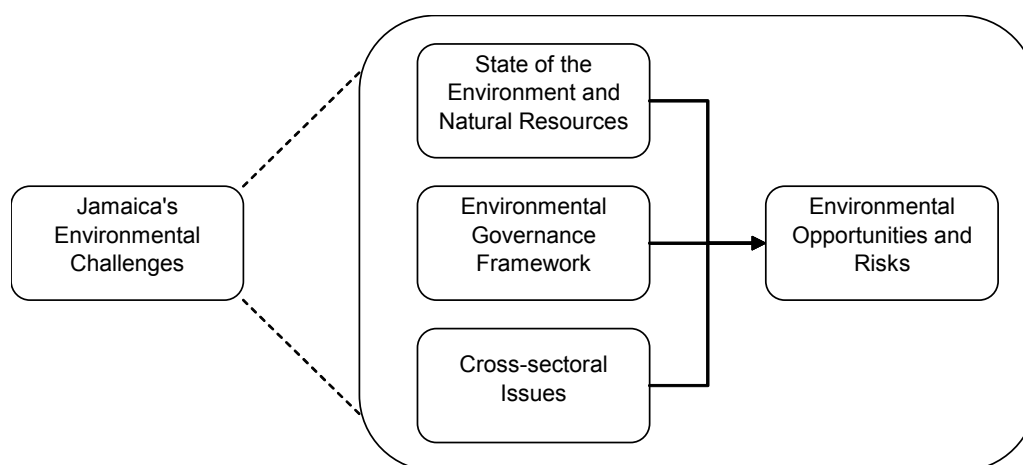 Jamaica's
Environmental
Challenges
State of the
Environment and
Natural Resources
Environmental
Governance
Framework
Cross-sectoral
Issues
Environmental
Opportunities and
Risks